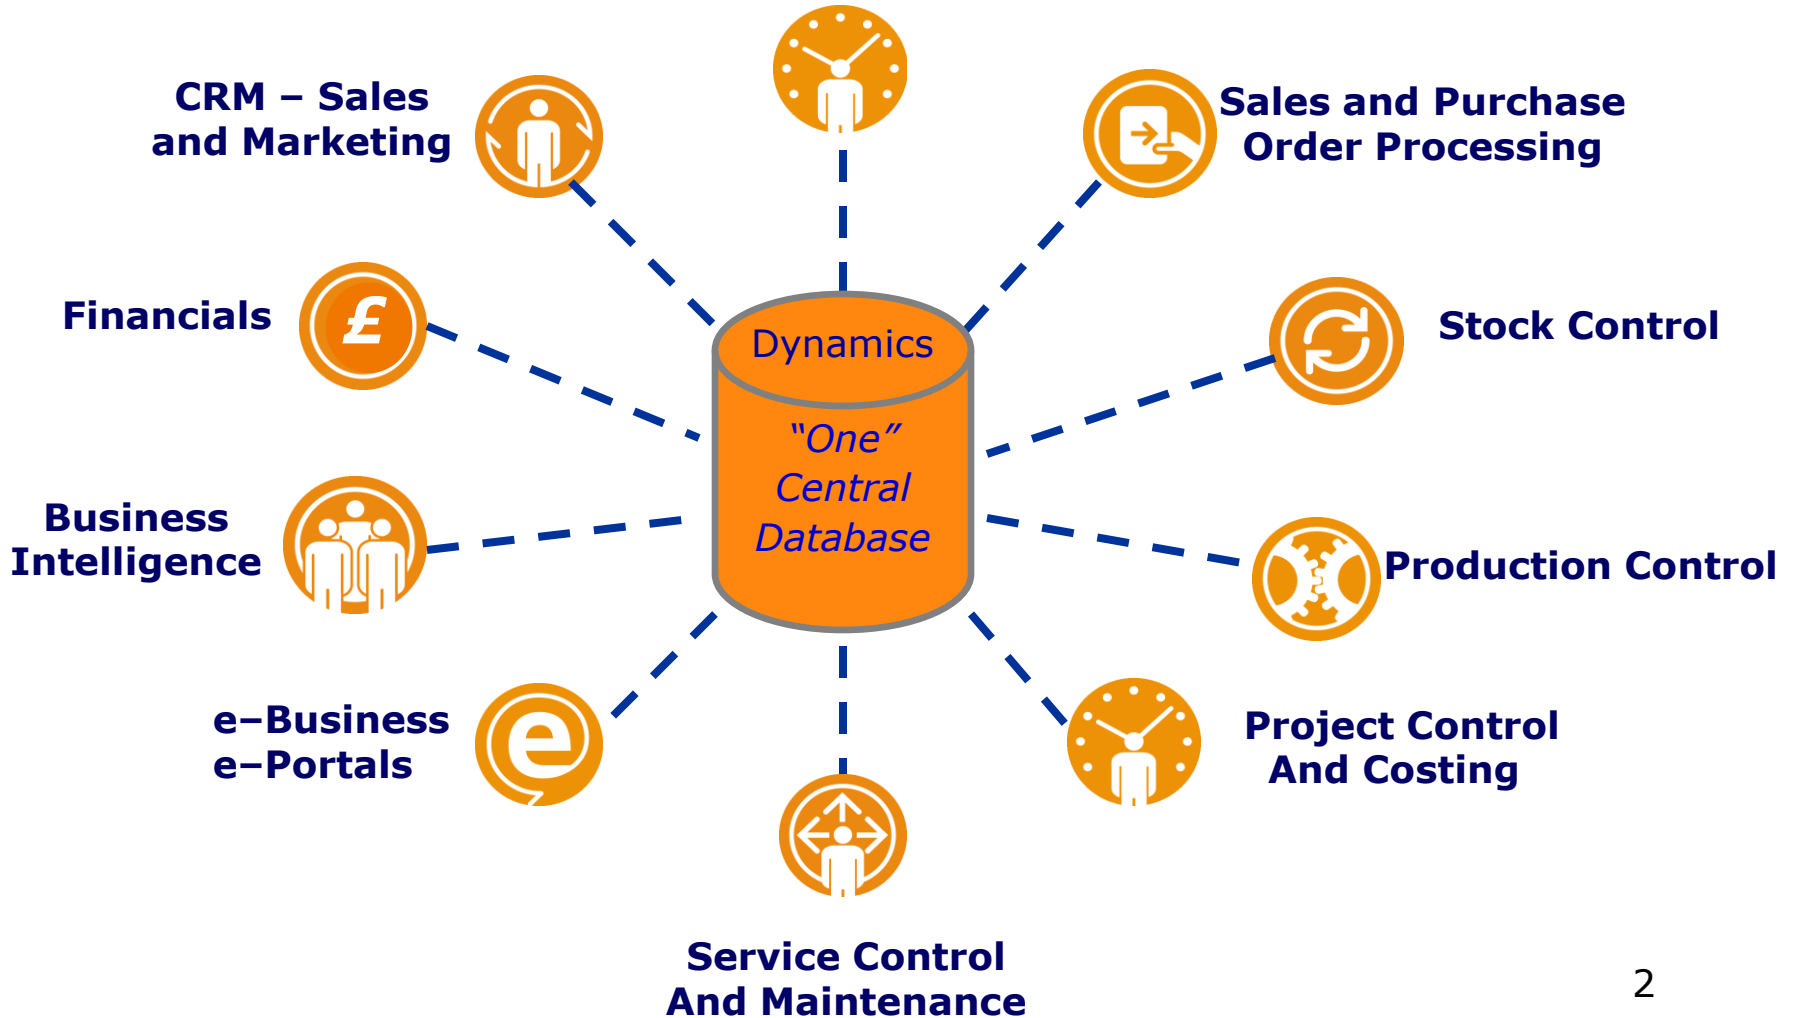 CRM – Sales
and Marketing
Sales and Purchase
Order Processing
Financials
£
Stock Control
Dynamics
“One”
Central
Database
Business
Intelligence
Production Control
e–Business
e–Portals
e
Project Control
And Costing
Service Control
And Maintenance
2